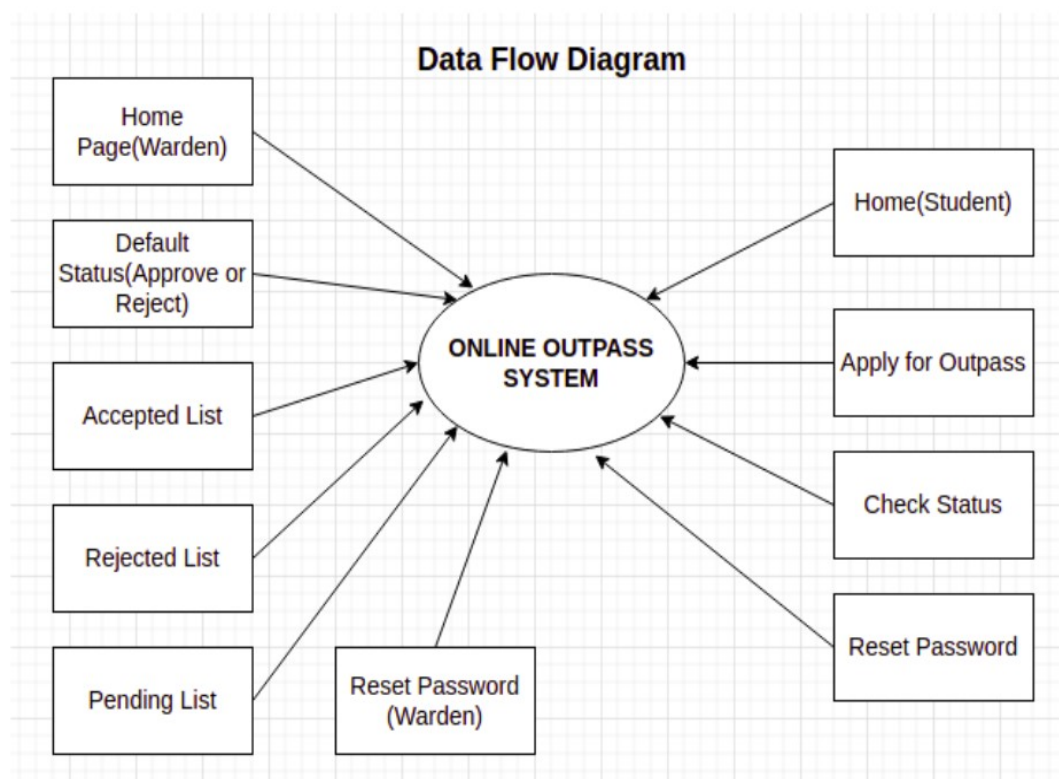 Data Flow Diagram
Home
Page(Warden)
Default
Status(Approve or
Reject)
Accepted List
Rejected List
Pending List
Reset Password
(Warden)
ONLINE OUTPASS
SYSTEM
Home(Student)
Apply for Outpass
Check Status
Reset Password